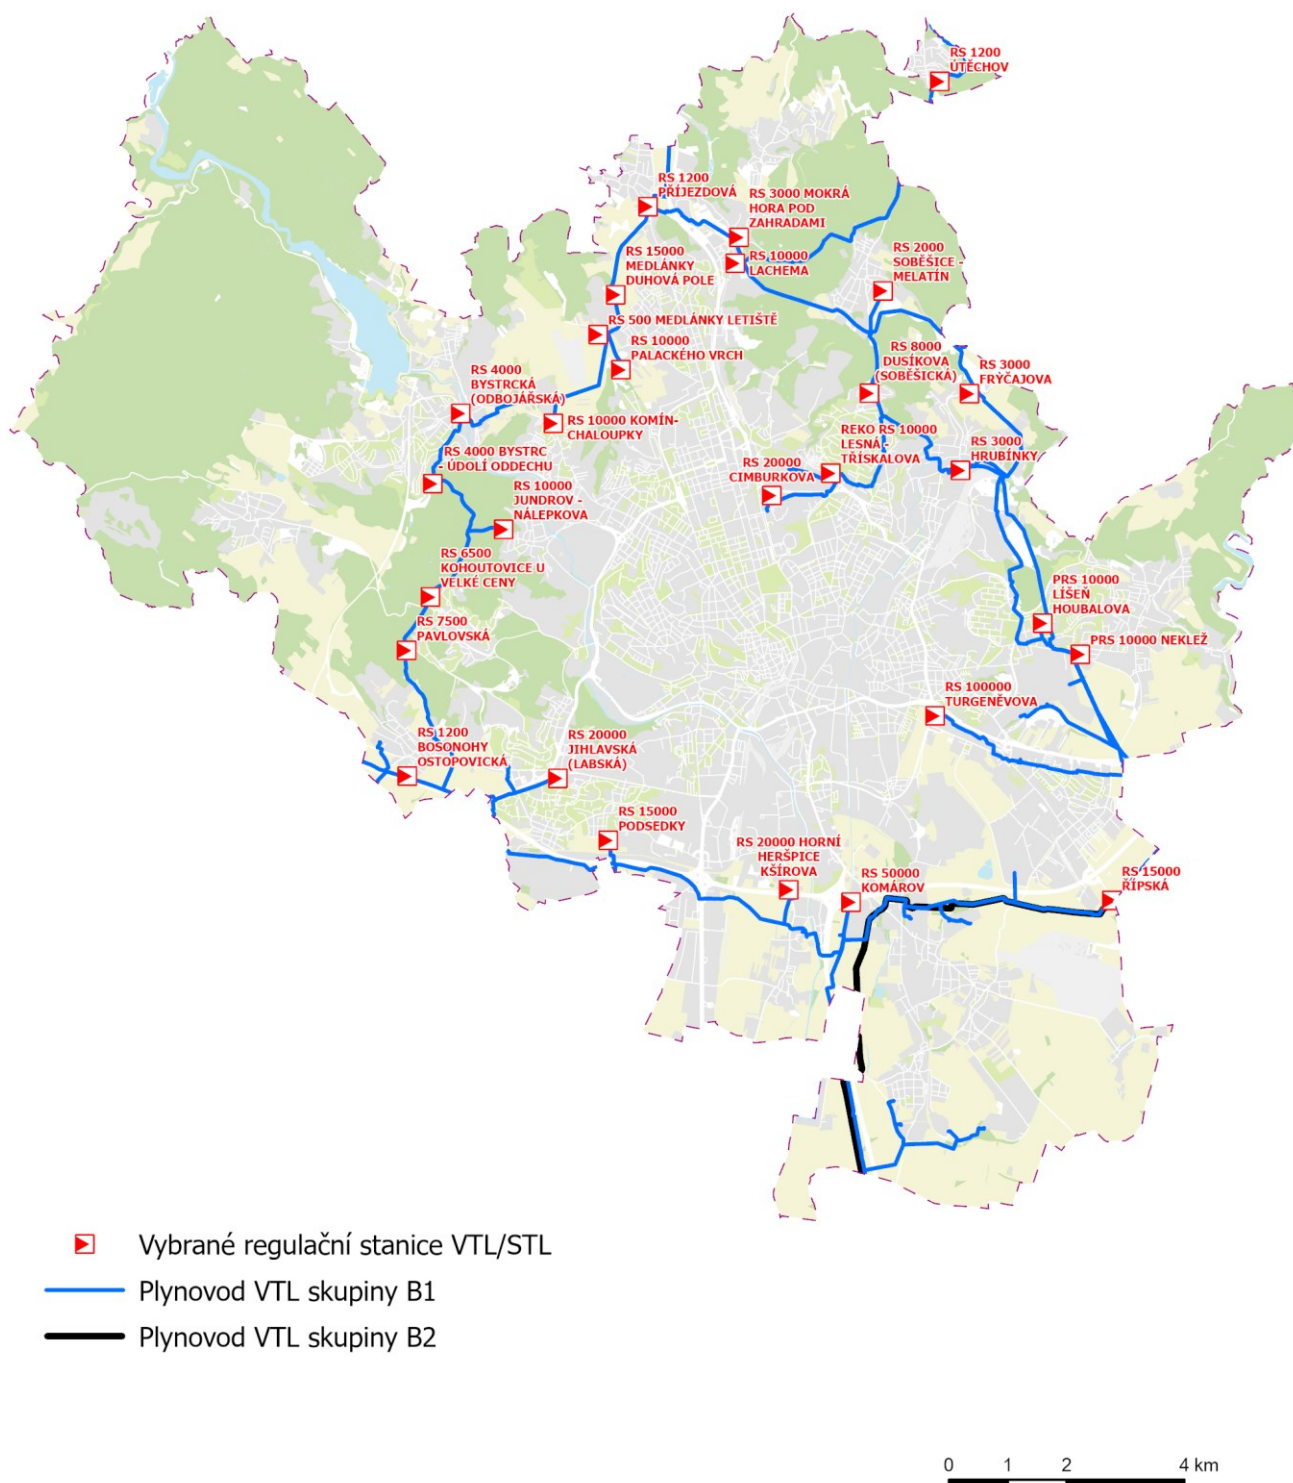 RS 1200
ÚTĚCHOV
RS 1200
PŘÍJEZDOVÁ
RS 3000 MOKRÁ
HORA POD
ZAHRADAMI
RS 15000
MEDLÁNKY
DUHOVÁ POLE
RS 10000
LACHEMA
RS 2000
SOBĚŠICE -
MELATÍN
RS 500 MEDLÁNKY LETIŠTĚ
RS 10000
PALACKÉHO VRCH
RS 8000
DUSÍKOVA
(SOBĚŠICKÁ)
RS 3000
FRÝČAJOVA
RS 4000
BYSTRCKÁ
(ODBOJÁŘSKÁ)
RS 10000 KOMÍN-
CHALOUPKY
REKO RS 10000
LESNÁ -
TŘÍSKALOVA
RS 3000
HRUBÍNKY
RS 4000 BYSTRC
- ÚDOLÍ ODDECHU
RS 20000
CIMBURKOVA
RS 10000
JUNDROV -
NÁLEPKOVA
RS 6500
KOHOUTOVICE U
VELKÉ CENY
PRS 10000
LÍŠEŇ
HOUBALOVA
RS 7500
PAVLOVSKÁ
PRS 10000 NEKLEŽ
RS 100000
TURGENĚVOVA
RS 1200
BOSONOHY
OSTOPOVICKÁ
RS 20000
JIHLAVSKÁ
(LABSKÁ)
RS 15000
PODSEDKY
RS 20000 HORNÍ
HERŠPICE
KŠÍROVA
RS 50000
KOMÁROV
RS 15000
ŘÍPSKÁ
Vybrané regulační stanice VTL/STL
Plynovod VTL skupiny B1
Plynovod VTL skupiny B2
0 1 2 4 km